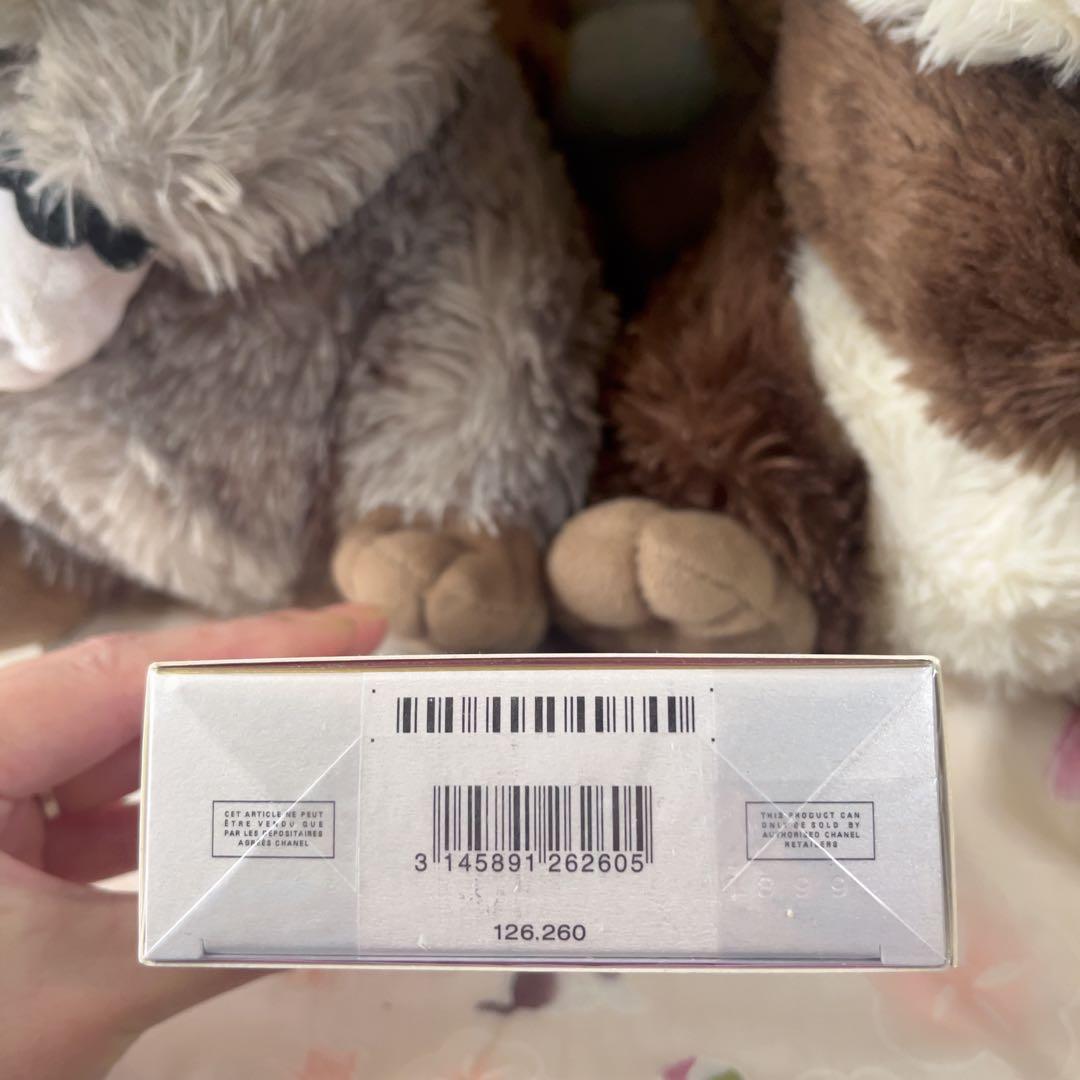 CET ARTICLE NE PEUT
ÊTRE VENDU QUE
PAR LES DÉPOSITAIRES
AGRÉÉS CHANEL
3 145891 262605
126.260
THIS PRODUCT CAN
ONLY BE SOLD BY
AUTHORISED CHANEL
RETAILERS